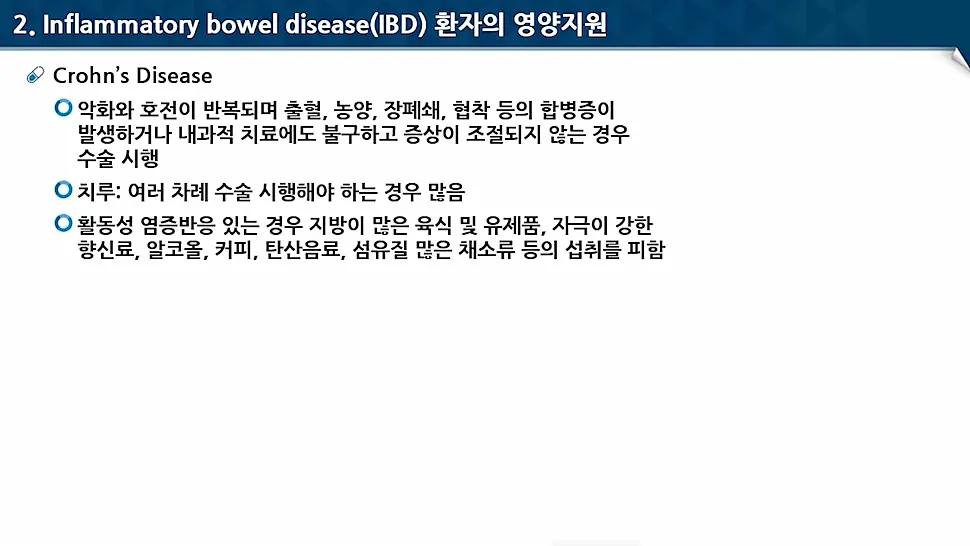 2. Inflammatory bowel disease(IBD) 환자의 영양지원
Crohn's Disease
악화와 호전이 반복되며 출혈, 농양, 장폐쇄, 협착 등의 합병증이
발생하거나 내과적 치료에도 불구하고 증상이 조절되지 않는 경우
수술 시행
치루: 여러 차례 수술 시행해야 하는 경우 많음
활동성 염증반응 있는 경우 지방이 많은 육식 및 유제품, 자극이 강한
향신료, 알코올, 커피, 탄산음료, 섬유질 많은 채소류 등의 섭취를 피함